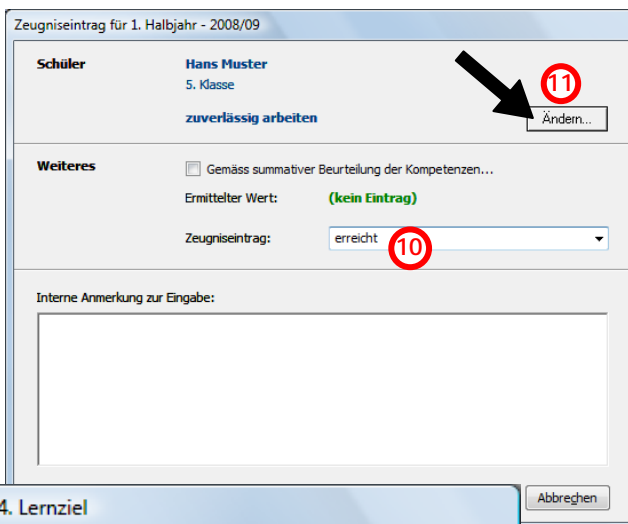 Zeugniseintrag für 1. Halbjahr - 2008/09
Schüler
Hans Muster
5. Klasse
zuverlässig arbeiten
11
Ändern...
Weiteres
Gemäss summativer Beurteilung der Kompetenzen...
Ermittelter Wert:
(kein Eintrag)
Zeugniseintrag:
erreicht
10
Interne Anmerkung zur Eingabe:
Abbrechen
4. Lernziel